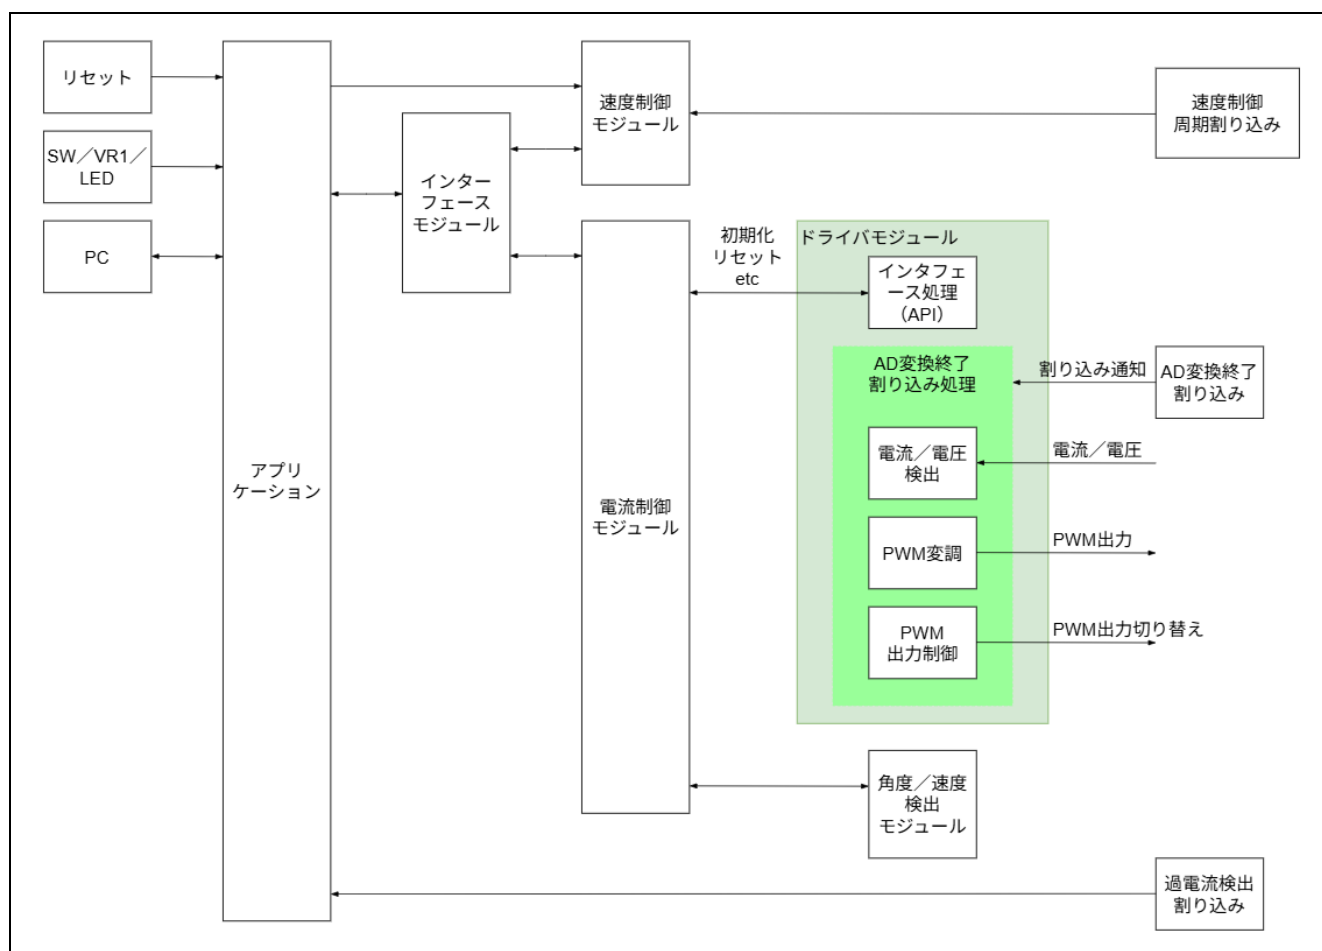 リセット
SW／VR1／
LED
PC
アプリ
ケーション
インター
フェース
モジュール
速度制御
モジュール
速度制御
周期割り込み
電流制御
モジュール
初期化
リセット
etc
ドライバモジュール
インタフェ
ース処理
（API）
AD変換終了
割り込み処理
割り込み通知
AD変換終了
割り込み
電流／電圧
検出
電流／電圧
PWM変調
PWM出力
PWM
出力制御
PWM出力切り替え
角度／速度
検出
モジュール
過電流検出
割り込み